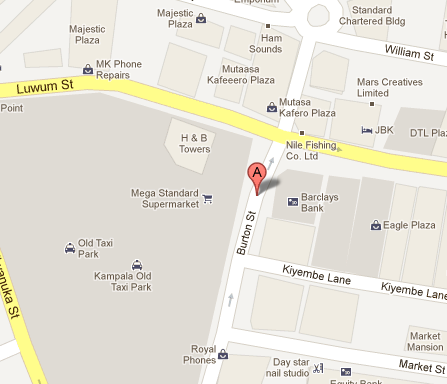 Emporium
Majestic
Plaza
Standard
Chartered Bldg
Majestic
Plaza
Ham
Sounds
William St
MK Phone
Repairs
Mutaasa
Kafeeero Plaza
Luwum St
Mars Creatives
Limited
Point
Mutasa
Kafero Plaza
JBK
DTL Plaza
H & B
Towers
Nile Fishing
Co. Ltd
A
Mega Standard
Supermarket
Barclays
Bank
Burton St
Eagle Plaza
Old Taxi
Park
Kampala Old
Taxi Park
Kiyembe Lane
Kiyembe Lane
wanuka St
Royal
Phones
Market
Mansion
Day star
nail studio
Market St
Equity Bank